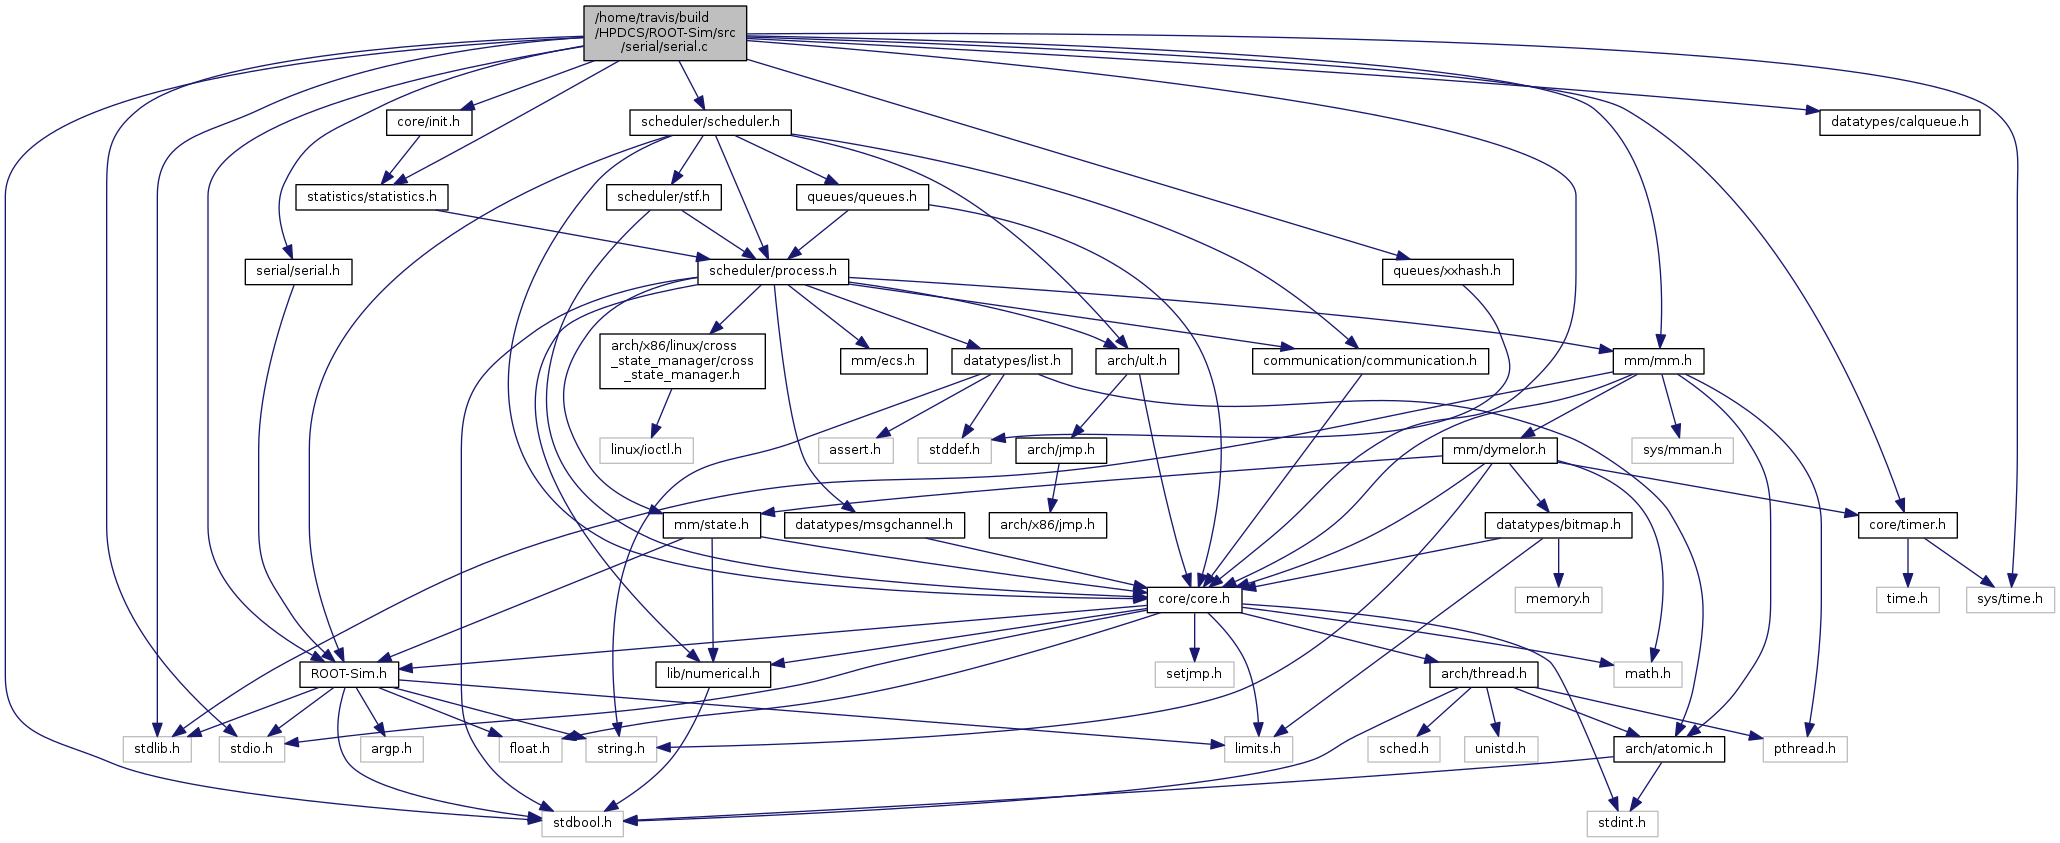 /home/travis/build
/HPDCS/ROOT-Sim/src
/serial/serial.c
core/init.h
scheduler/scheduler.h
datatypes/calqueue.h
statistics/statistics.h
scheduler/stf.h
queues/queues.h
serial/serial.h
scheduler/process.h
queues/xxhash.h
arch/x86/linux/cross
_state_manager/cross
_state_manager.h
mm/ecs.h
datatypes/list.h
arch/ult.h
communication/communication.h
mm/mm.h
linux/ioctl.h
assert.h
stddef.h
arch/jmp.h
mm/dymelor.h
sys/mman.h
mm/state.h
datatypes/msgchannel.h
arch/x86/jmp.h
datatypes/bitmap.h
core/timer.h
core/core.h
memory.h
time.h
sys/time.h
ROOT-Sim.h
lib/numerical.h
setjmp.h
arch/thread.h
math.h
stdlib.h
stdio.h
argp.h
float.h
string.h
limits.h
sched.h
unistd.h
arch/atomic.h
pthread.h
stdbool.h
stdint.h